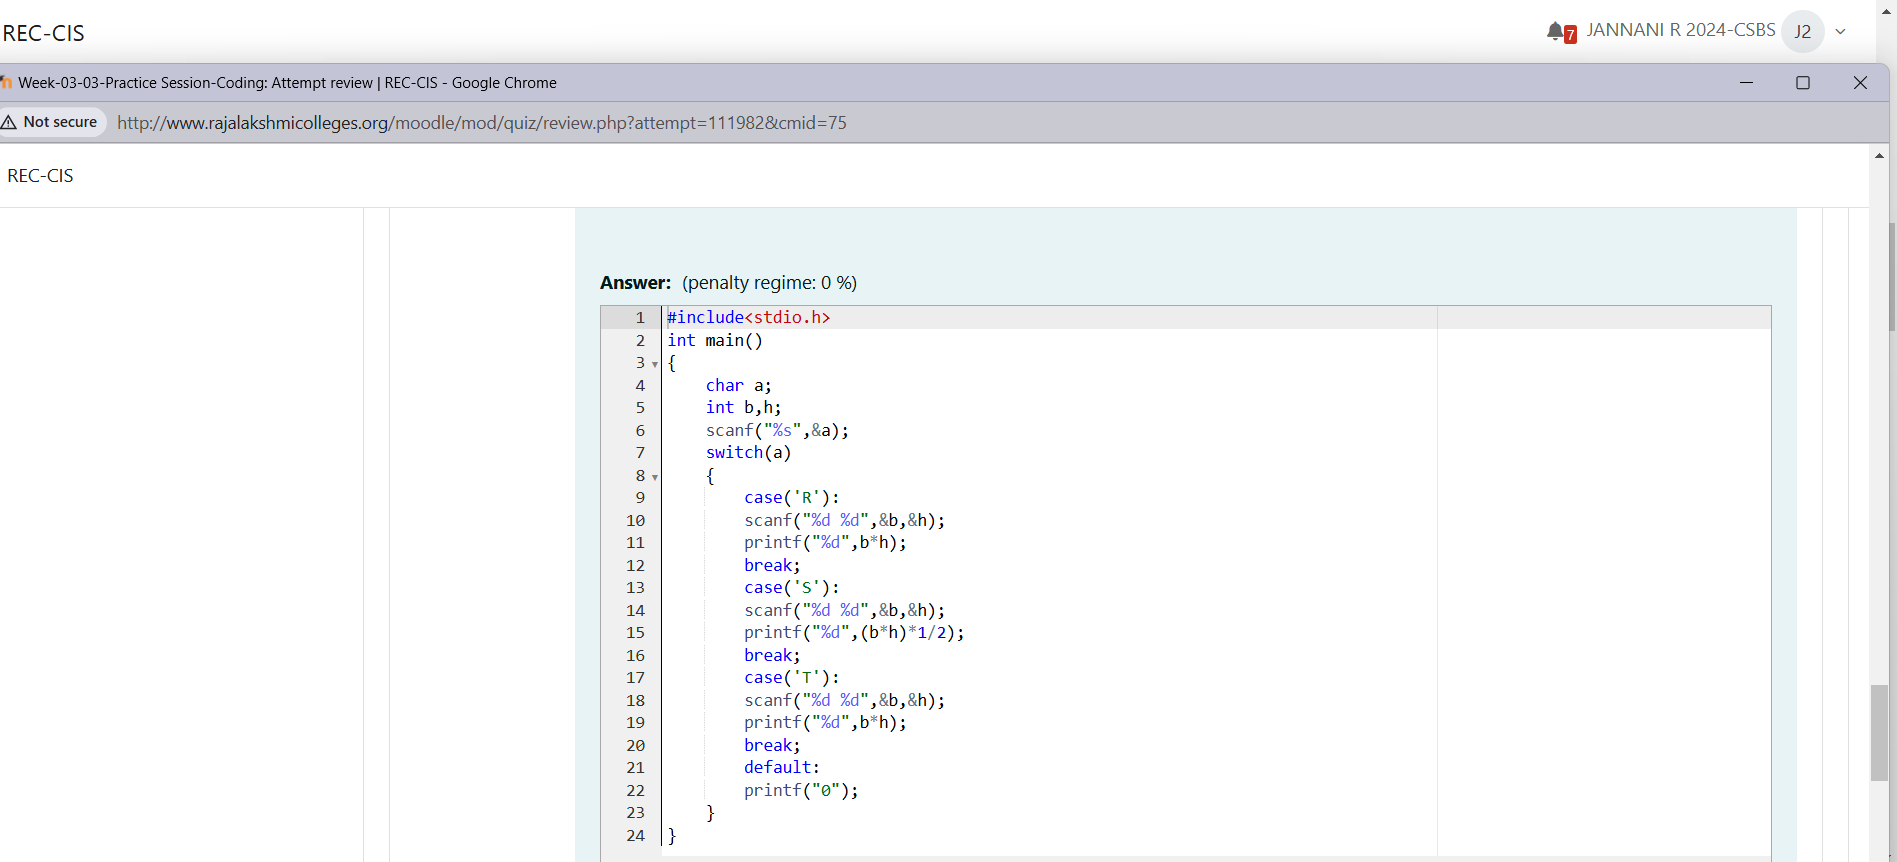 REC-CIS
7 JANNANI R 2024-CSBS J2
Week-03-03-Practice Session-Coding: Attempt review | REC-CIS - Google Chrome
Not secure http://www.rajalakshmicolleges.org/moodle/mod/quiz/review.php?attempt=111982&cmid=75
REC-CIS
Answer: (penalty regime: 0 %)
1 #include<stdio.h>
2 int main()
3 {
4 char a;
5 int b,h;
6 scanf("%s",&a);
7 switch(a)
8 {
9 case('R'):
10 scanf("%d %d",&b,&h);
11 printf("%d",b*h);
12 break;
13 case('S'):
14 scanf("%d %d",&b,&h);
15 printf("%d",(b*h)*1/2);
16 break;
17 case('T'):
18 scanf("%d %d",&b,&h);
19 printf("%d",b*h);
20 break;
21 default:
22 printf("0");
23 }
24 }